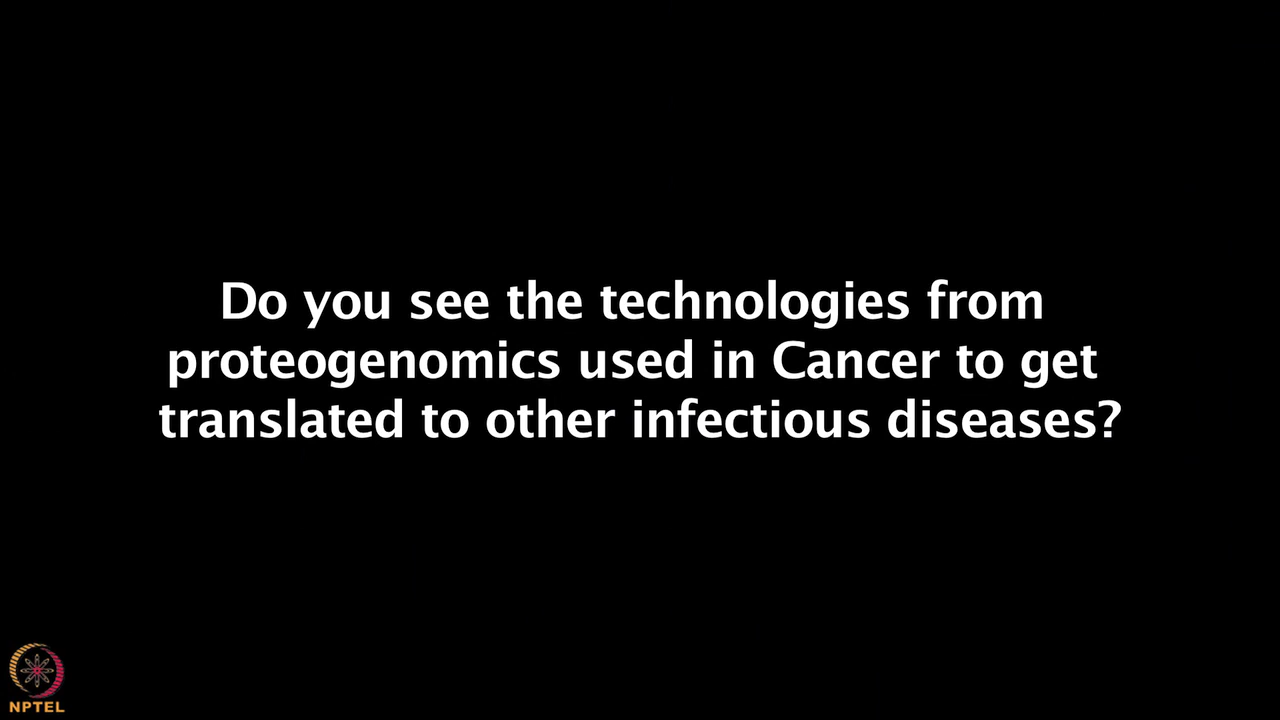 Do you see the technologies from
proteogenomics used in Cancer to get
translated to other infectious diseases?
NPTEL